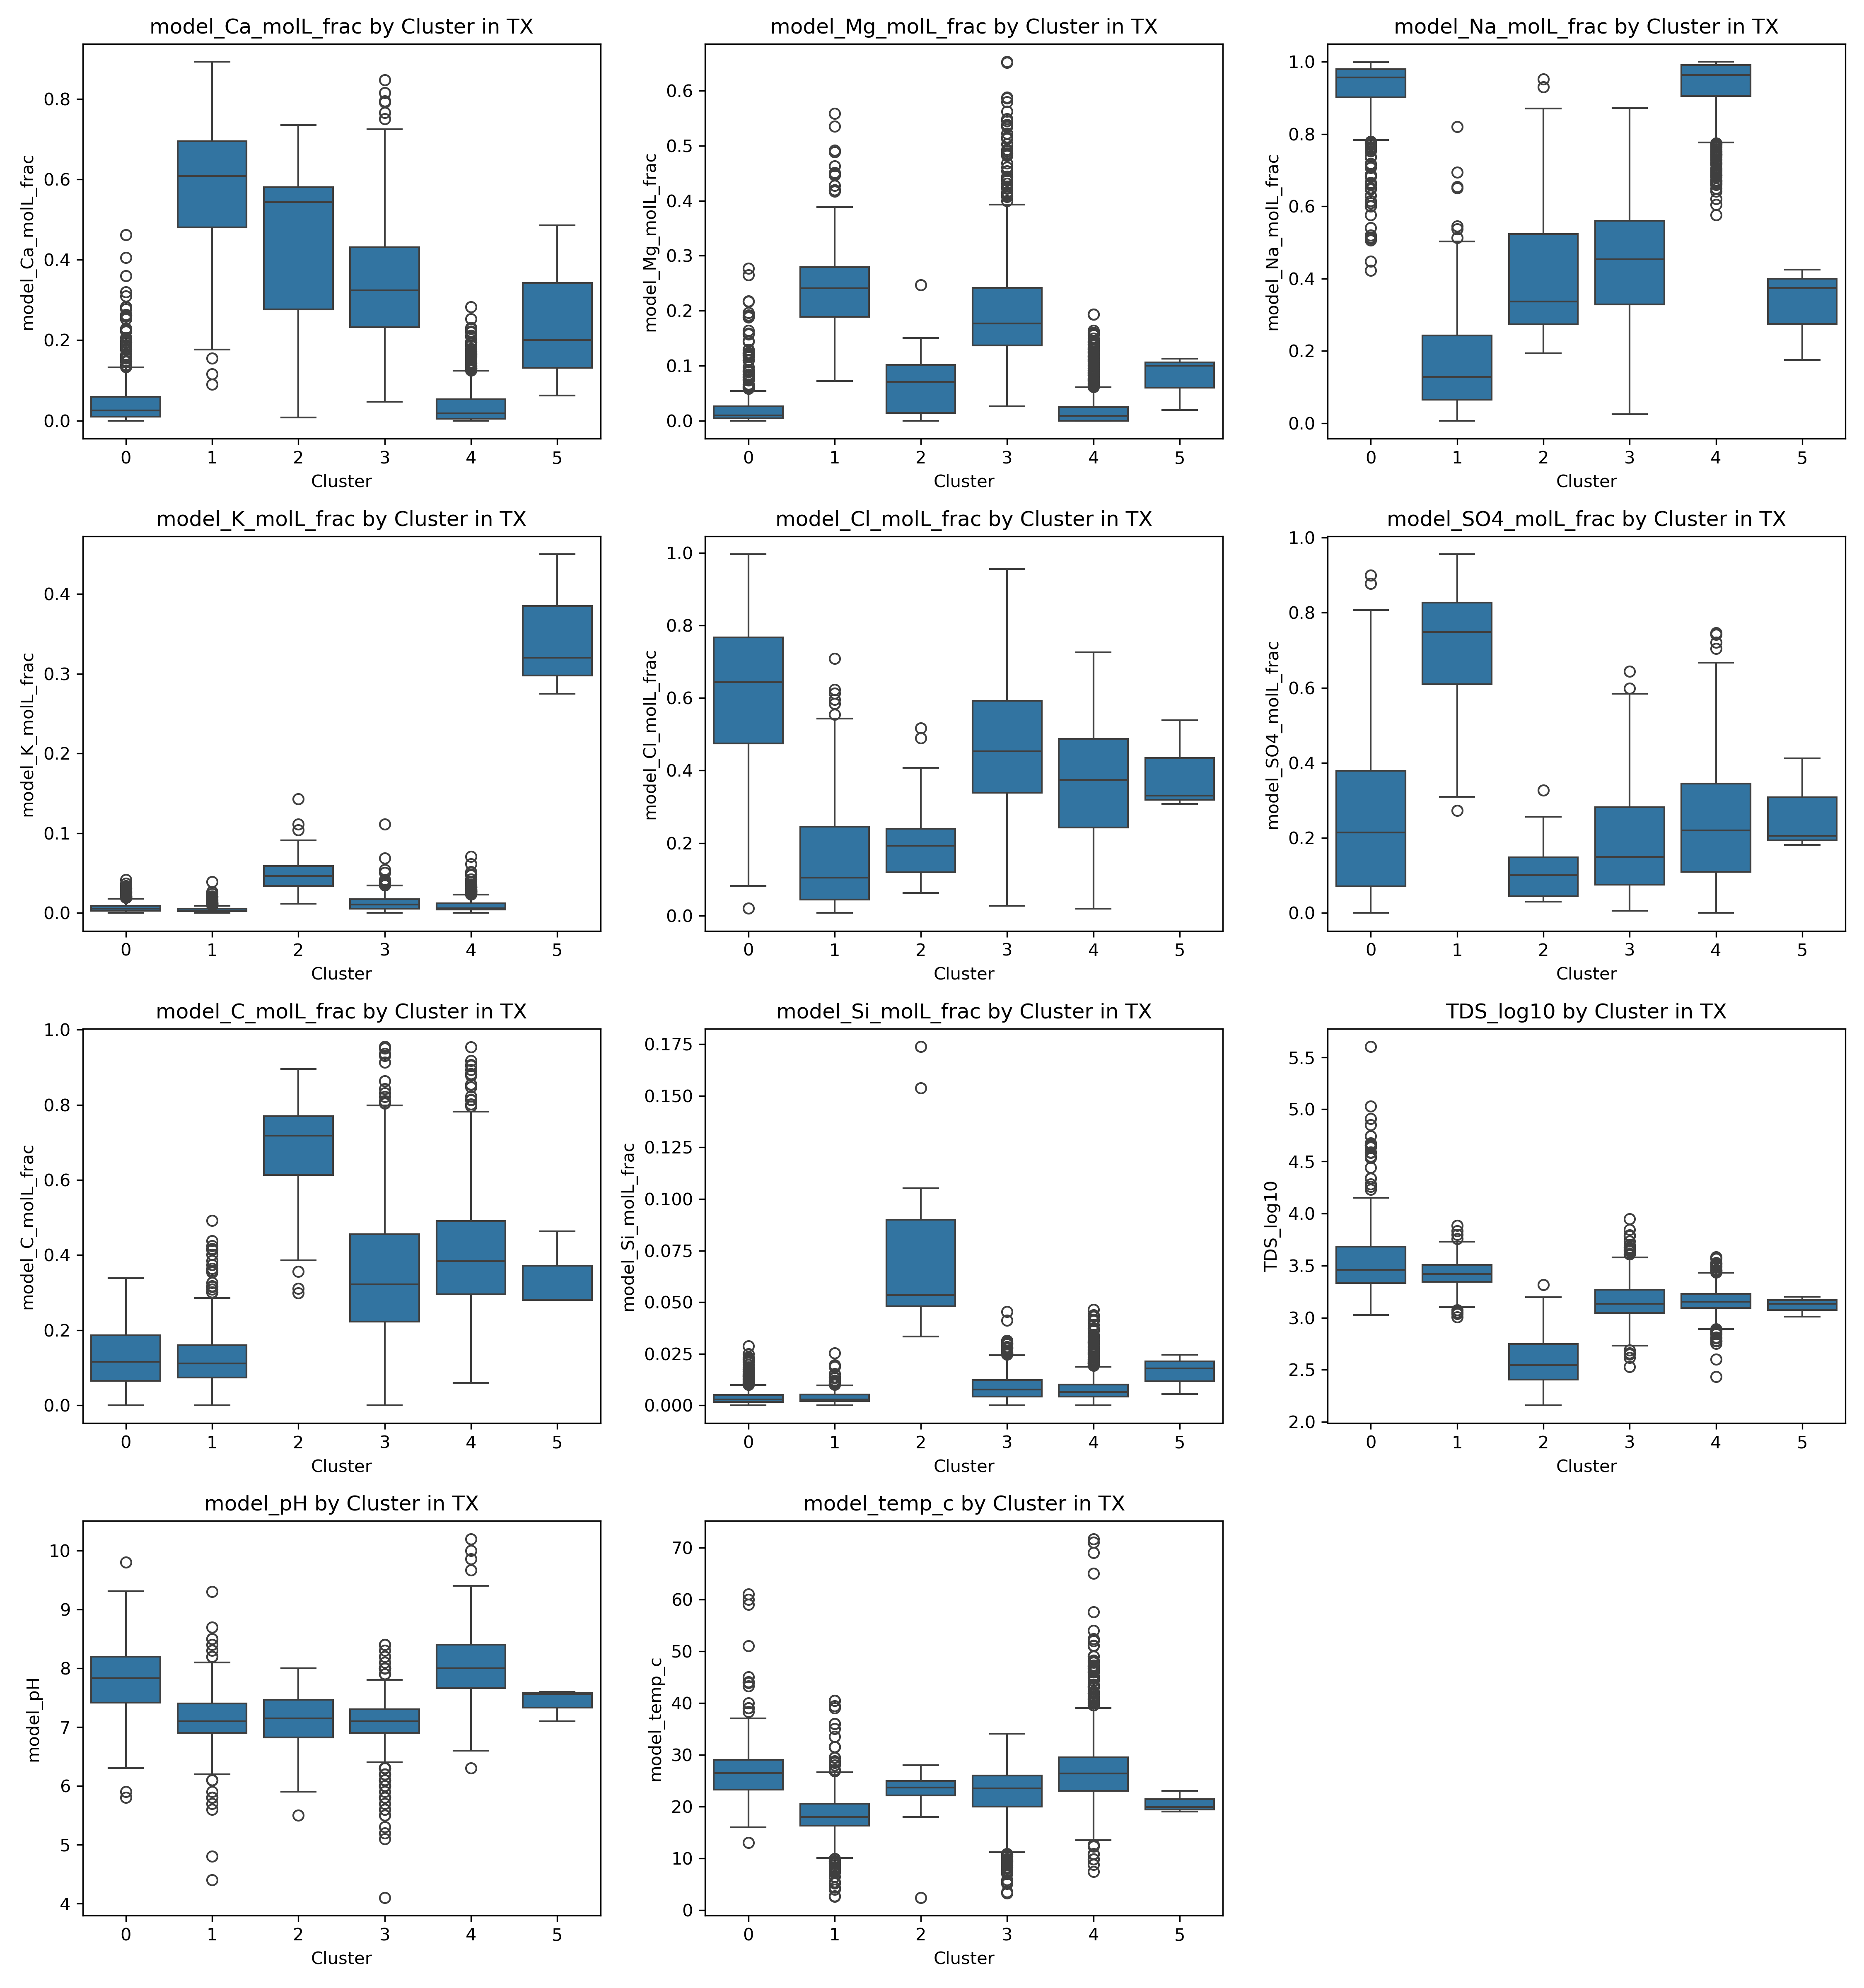 model_Ca_molL_frac by Cluster in TX
model_Ca_molL_frac
0.8
0.6
0.4
0.2
0.0
0 1 2 3 4 5
Cluster
model_Mg_molL_frac by Cluster in TX
model_Mg_molL_frac
0.6
0.5
0.4
0.3
0.2
0.1
0.0
0 1 2 3 4 5
Cluster
model_Na_molL_frac by Cluster in TX
model_Na_molL_frac
1.0
0.8
0.6
0.4
0.2
0.0
0 1 2 3 4 5
Cluster
model_K_molL_frac by Cluster in TX
model_K_molL_frac
0.4
0.3
0.2
0.1
0.0
0 1 2 3 4 5
Cluster
model_Cl_molL_frac by Cluster in TX
model_Cl_molL_frac
1.0
0.8
0.6
0.4
0.2
0.0
0 1 2 3 4 5
Cluster
model_SO4_molL_frac by Cluster in TX
model_SO4_molL_frac
1.0
0.8
0.6
0.4
0.2
0.0
0 1 2 3 4 5
Cluster
model_C_molL_frac by Cluster in TX
model_C_molL_frac
1.0
0.8
0.6
0.4
0.2
0.0
0 1 2 3 4 5
Cluster
model_Si_molL_frac by Cluster in TX
model_Si_molL_frac
0.175
0.150
0.125
0.100
0.075
0.050
0.025
0.000
0 1 2 3 4 5
Cluster
TDS_log10 by Cluster in TX
TDS_log10
5.5
5.0
4.5
4.0
3.5
3.0
2.5
2.0
0 1 2 3 4 5
Cluster
model_pH by Cluster in TX
model_pH
10
9
8
7
6
5
4
0 1 2 3 4 5
Cluster
model_temp_c by Cluster in TX
model_temp_c
70
60
50
40
30
20
10
0
0 1 2 3 4 5
Cluster